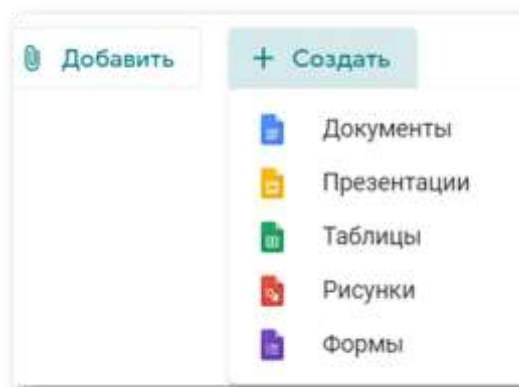 Добавить + Создать
Документы
Презентации
Таблицы
Рисунки
Формы